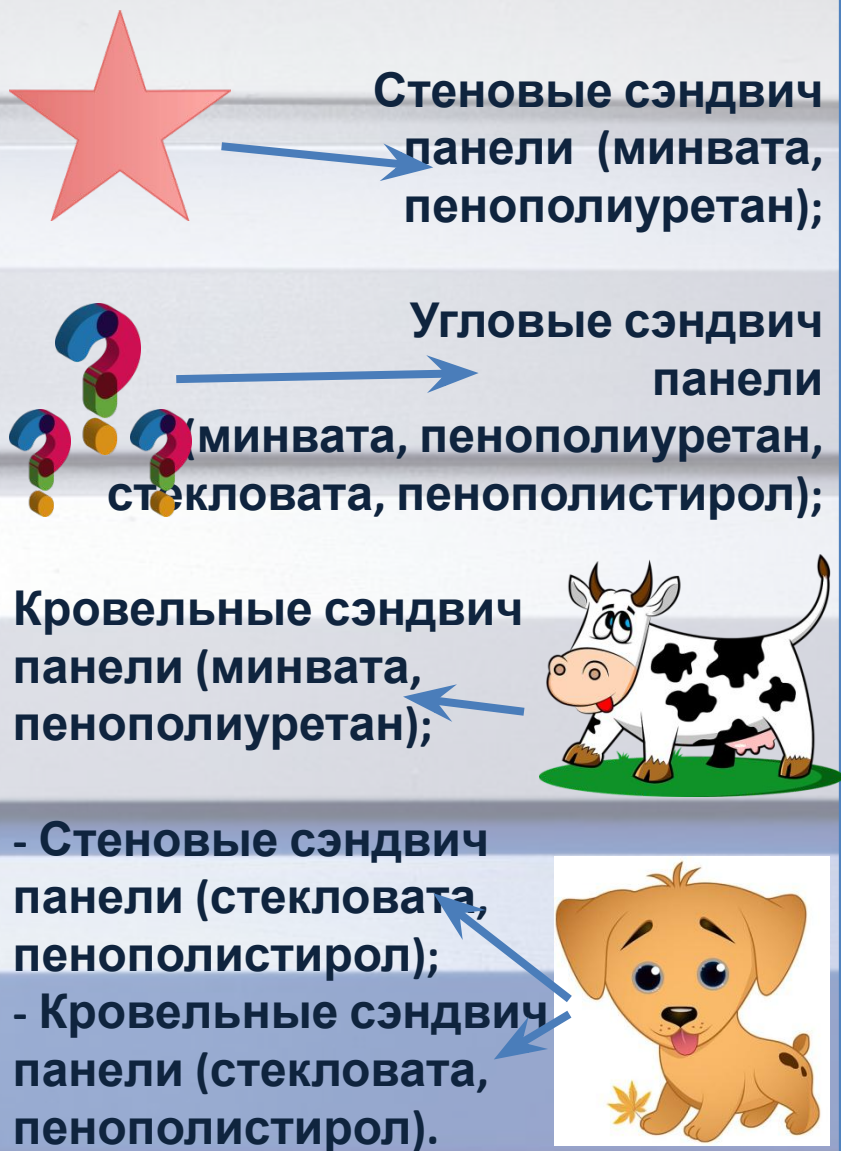 Стеновые сэндвич
панели (минвата,
пенополиуретан);
Угловые сэндвич
панели
(минвата, пенополиуретан,
стекловата, пенополистирол);
Кровельные сэндвич
панели (минвата,
пенополиуретан);
- Стеновые сэндвич
панели (стекловата,
пенополистирол);
- Кровельные сэндвич
панели (стекловата,
пенополистирол).